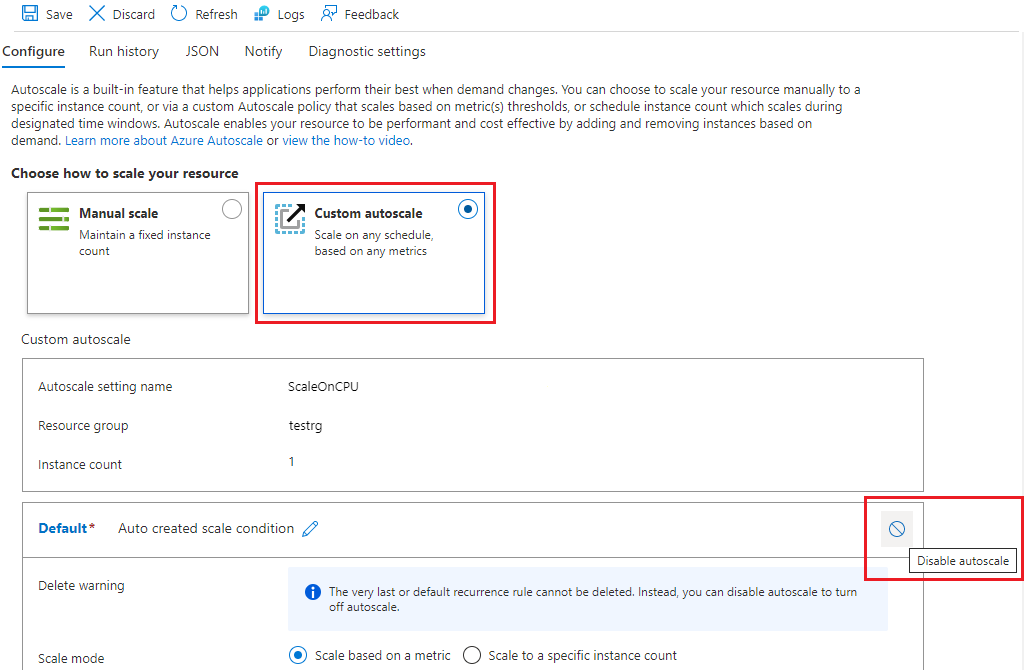 Save Discard Refresh Logs Feedback
Configure Run history JSON Notify Diagnostic settings
Autoscale is a built-in feature that helps applications perform their best when demand changes. You can choose to scale your resource manually to a
specific instance count, or via a custom Autoscale policy that scales based on metric(s) thresholds, or schedule instance count which scales during
designated time windows. Autoscale enables your resource to be performant and cost effective by adding and removing instances based on
demand. Learn more about Azure Autoscale or view the how-to video.
Choose how to scale your resource
Manual scale
Maintain a fixed instance
count
Custom autoscale
Scale on any schedule,
based on any metrics
Custom autoscale
Autoscale setting name ScaleOnCPU
Resource group testrg
Instance count 1
Default* Auto created scale condition
Disable autoscale
Delete warning
The very last or default recurrence rule cannot be deleted. Instead, you can disable autoscale to turn
off autoscale.
Scale mode Scale based on a metric Scale to a specific instance count